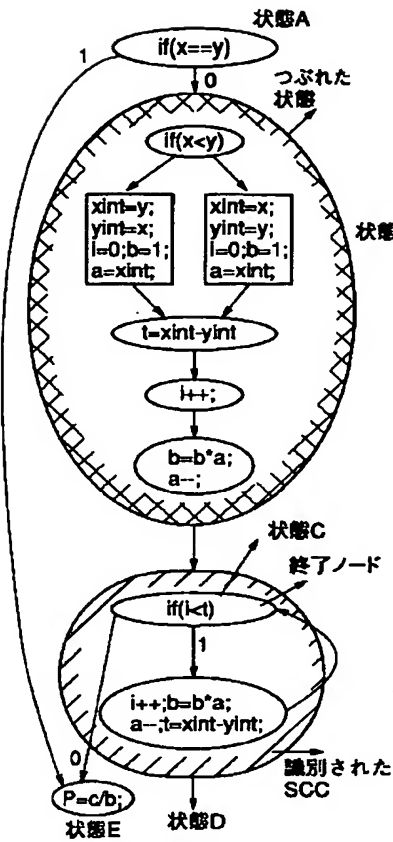 状態A
if(x==y)
1
0
つぶれた
状態
if(x<y)
xint=y;
yint=x;
i=0;b=1;
a=xint;
xint=x;
yint=y;
i=0;b=1;
a=xint;
状態
t=xint-yint
i++;
b=b*a;
a--;
状態C
終了ノード
if(i<t)
1
i++;b=b*a;
a--;t=xint-yint;
0
識別された
SCC
P=c/b;
状態E
状態D